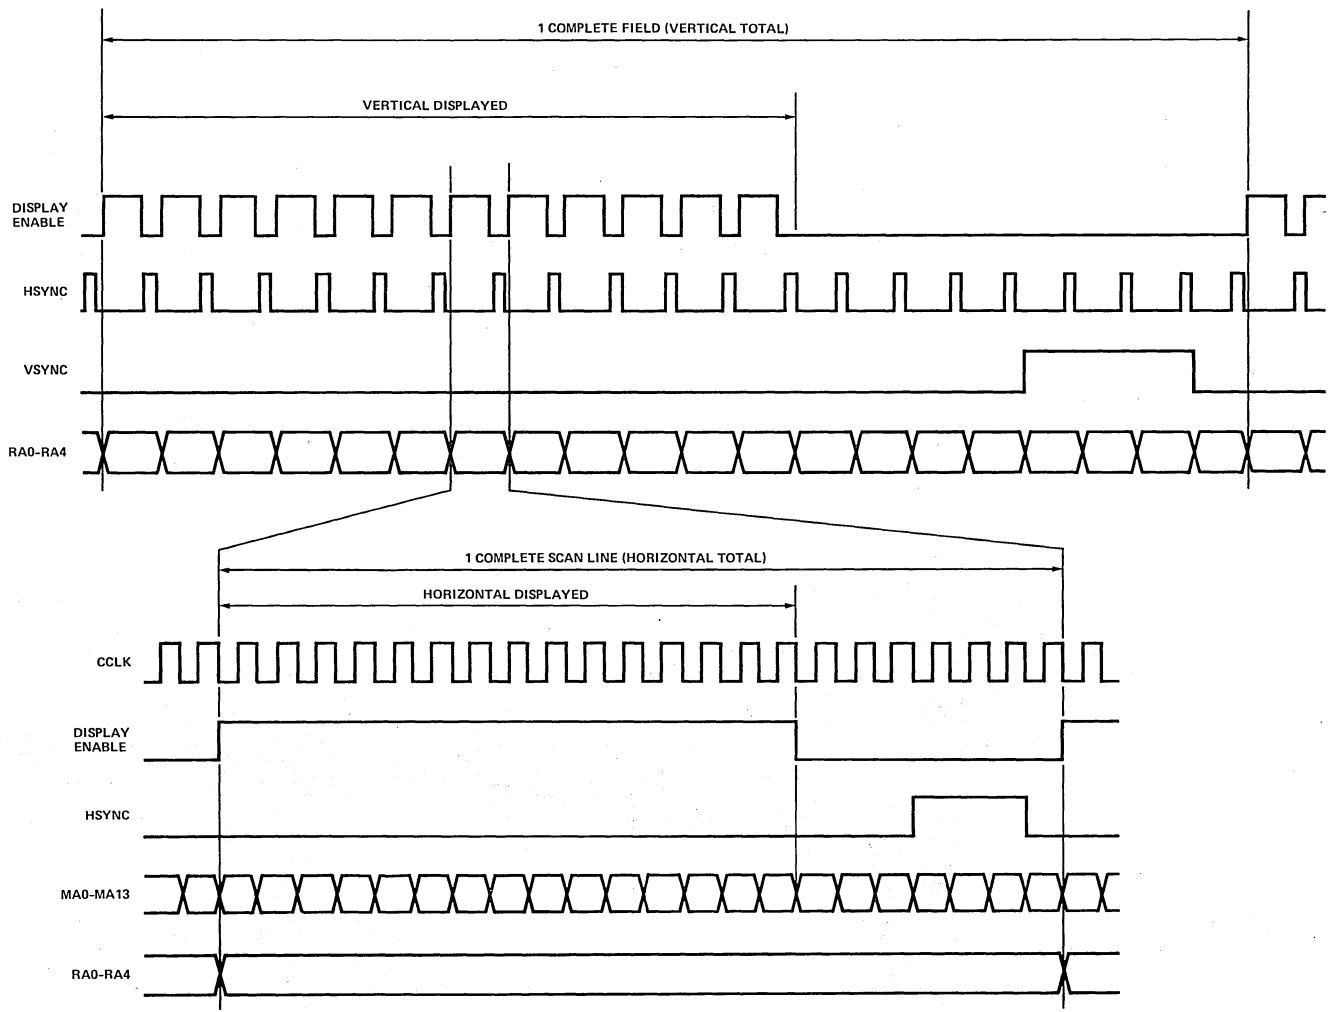 1 COMPLETE FIELD (VERTICAL TOTAL)
VERTICAL DISPLAYED
DISPLAY
ENABLE
HSYNC
VSYNC
RA0-RA4
1 COMPLETE SCAN LINE (HORIZONTAL TOTAL)
HORIZONTAL DISPLAYED
CCLK
DISPLAY
ENABLE
HSYNC
MA0-MA13
RA0-RA4